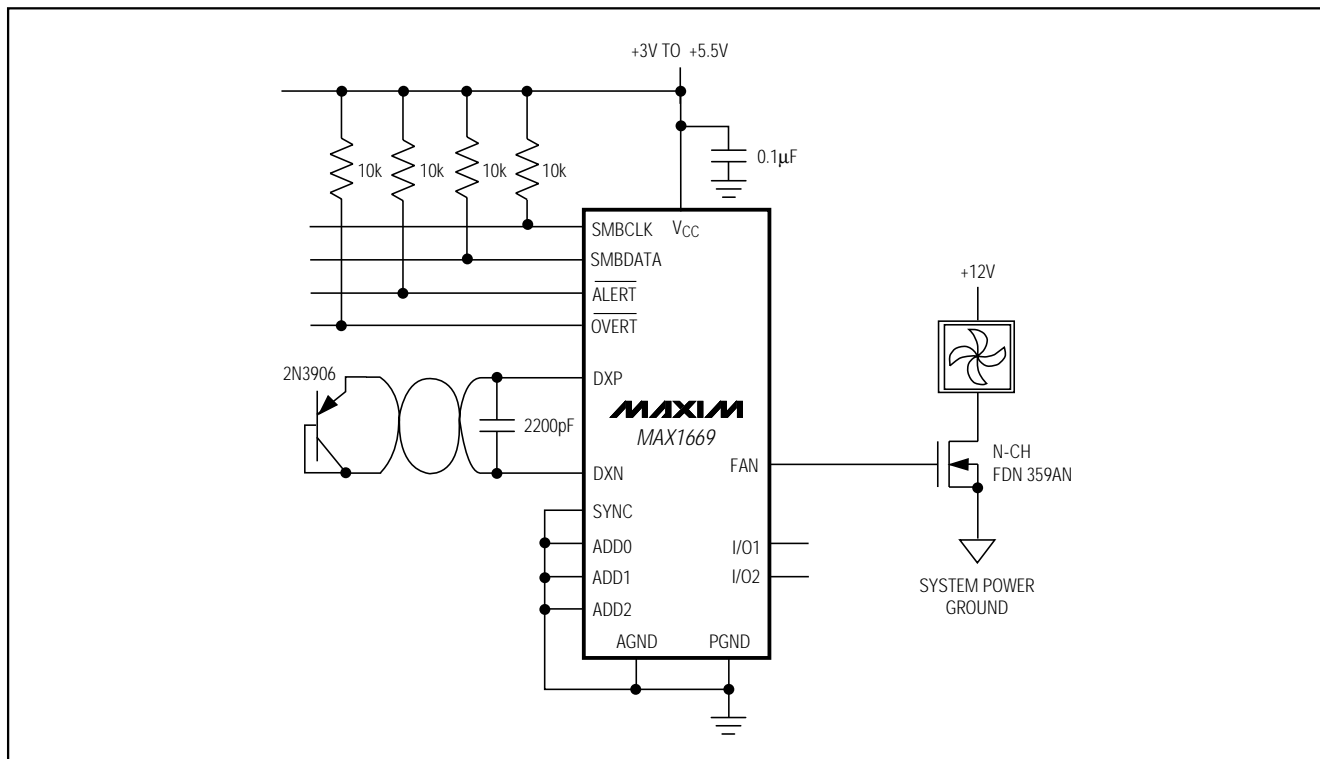 +3V TO +5.5V
10k
10k
10k
10k
0.1μF
SMBCLK
VCC
SMBDATA
ALERT
OVERT
+12V
2N3906
DXP
2200pF
MAXIM
MAX1669
DXN
FAN
N-CH
FDN 359AN
SYNC
ADD0
I/O1
ADD1
I/O2
ADD2
SYSTEM POWER
GROUND
AGND
PGND